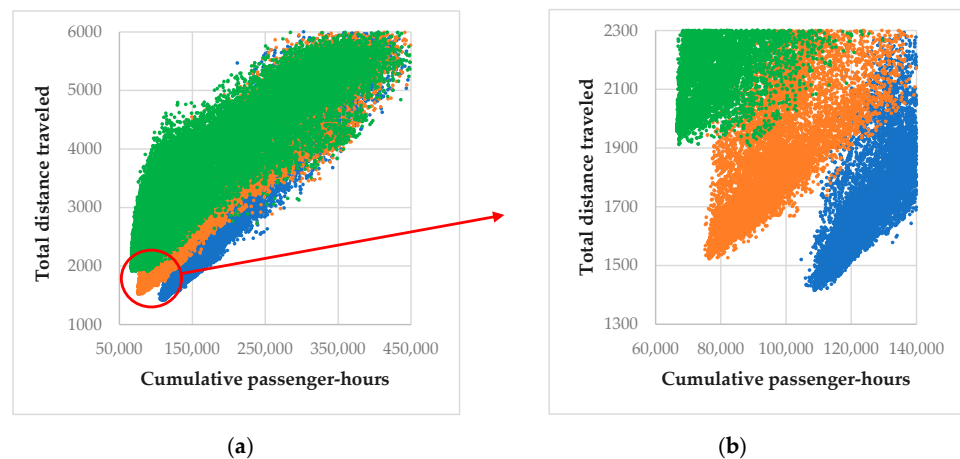 6000
5000
4000
3000
2000
1000
Total distance traveled
50,000 150,000 250,000 350,000 450,000
Cumulative passenger-hours
(a)
2300
2100
1900
1700
1500
1300
Total distance traveled
60,000 80,000 100,000 120,000 140,000
Cumulative passenger-hours
(b)